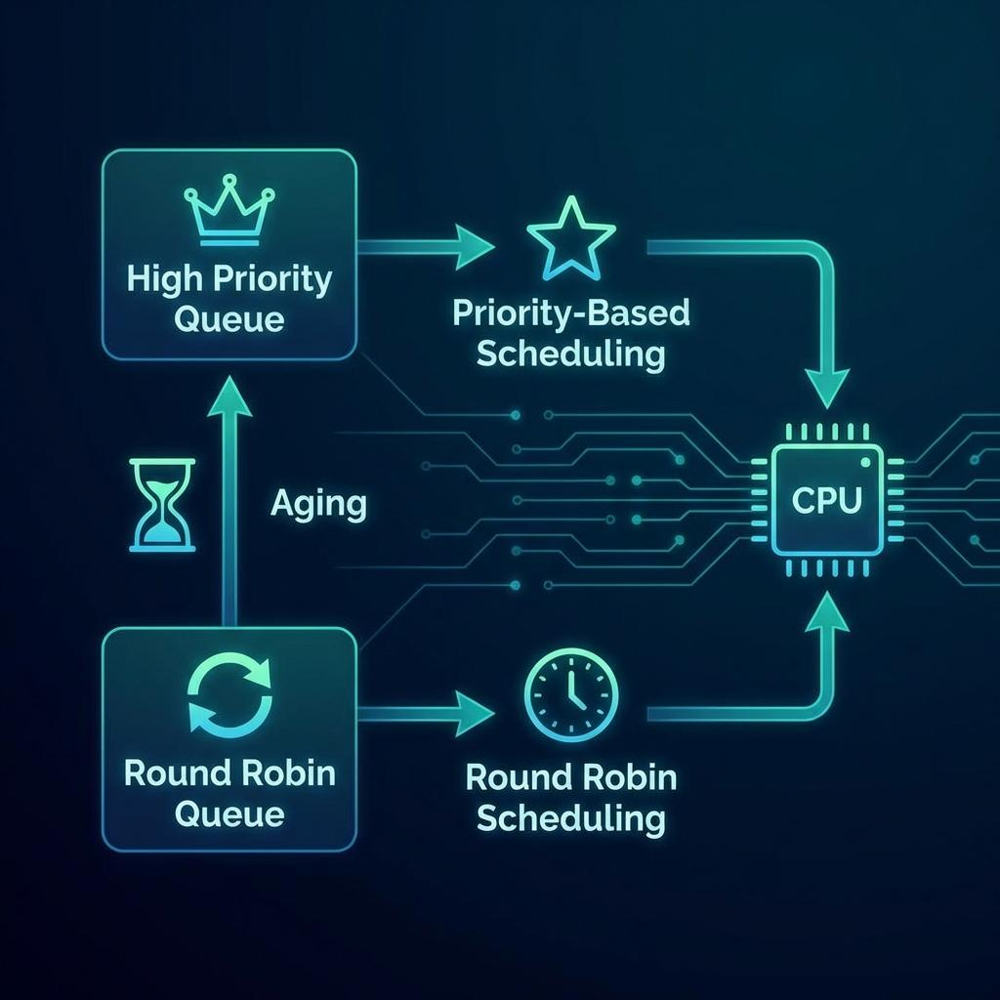 High Priority
Queue
Priority-Based
Scheduling
Aging
CPU
Round Robin
Queue
Round Robin
Scheduling